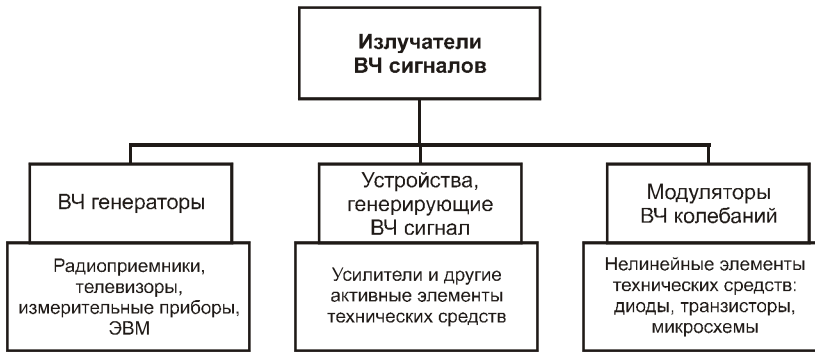 Излучатели
ВЧ сигналов
ВЧ генераторы
Радиоприемники,
телевизоры,
измерительные приборы,
ЭВМ
Устройства,
генерирующие
ВЧ сигнал
Усилители и другие
активные элементы
технических средств
Модуляторы
ВЧ колебаний
Нелинейные элементы
технических средств:
диоды, транзисторы,
микросхемы